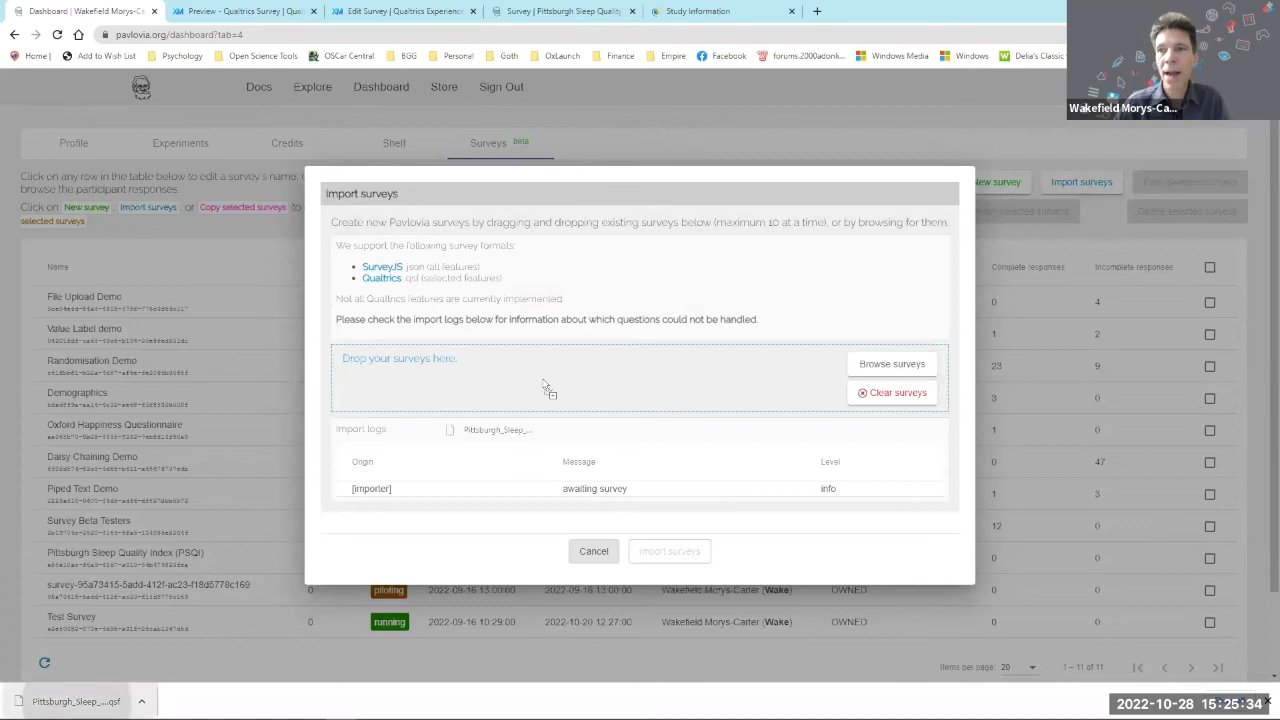 Dashboard | Wakefield Morys-Ca
Preview - Qualtrics Survey | Qual
Edit Survey | Qualtrics Experience
Survey | Pittsburgh Sleep Quality
Study Information
pavlovia.org/dashboard?tab=4
Home |
Add to Wish List
Psychology
Open Science Tools
OSCar Central
BGG
Personal
Goth
OxLaunch
Finance
Empire
Facebook
forums.2000adonli...
Windows Media
Windows
Delia's Classic
Wakefield Morys-Ca...
Docs
Explore
Dashboard
Store
Sign Out
Profile
Experiments
Credits
Shelf
Surveys beta
Click on any row in the table below to edit a survey's name,
browse the participant responses.
Click on New survey, Import surveys, or Copy selected surveys to
selected surveys.
New survey
Import surveys
Import surveys
Create new Pavlovia surveys by dragging and dropping existing surveys below (maximum 10 at a time), or by browsing for them.
We support the following survey formats:
• SurveyJS .json (all features)
• Qualtrics .qsf (selected features)
Not all Qualtrics features are currently implemented.
Please check the import logs below for information about which questions could not be handled.
Drop your surveys here.
Browse surveys
Clear surveys
Import logs
Pittsburgh_Sleep_...
Origin Message Level
[importer] awaiting survey info
Cancel
Import surveys
Name
Complete responses
Incomplete responses
File Upload Demo
0 4
Value Label demo
1 2
Randomisation Demo
23 9
Demographics
3 0
Oxford Happiness Questionnaire
1 0
Daisy Chaining Demo
0 47
Piped Text Demo
1 3
Survey Beta Testers
12 0
Pittsburgh Sleep Quality Index (PSQI)
0 0
survey-95a73415-5add-412f-ac23-f18d5778c169
0 piloting 2022-09-16 13:00:00 2022-09-16 13:00:00 Wakefield Morys-Carter (Wake) OWNED 0 0
Test Survey
0 running 2022-09-16 10:29:00 2022-10-20 12:27:00 Wakefield Morys-Carter (Wake) OWNED 0 0
Items per page: 20
1 – 11 of 11
Pittsburgh_Sleep_....qsf
2022-10-28 15:25:34